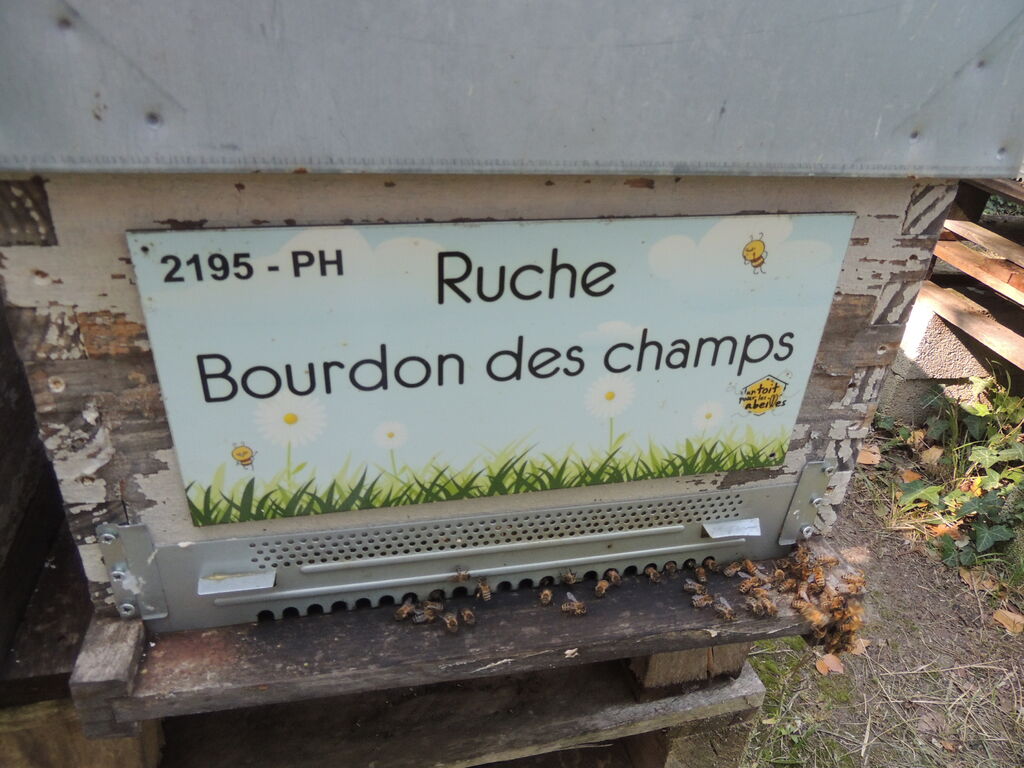 2195 - PH
Ruche
Bourdon des champs
un toit
pour les
abeilles